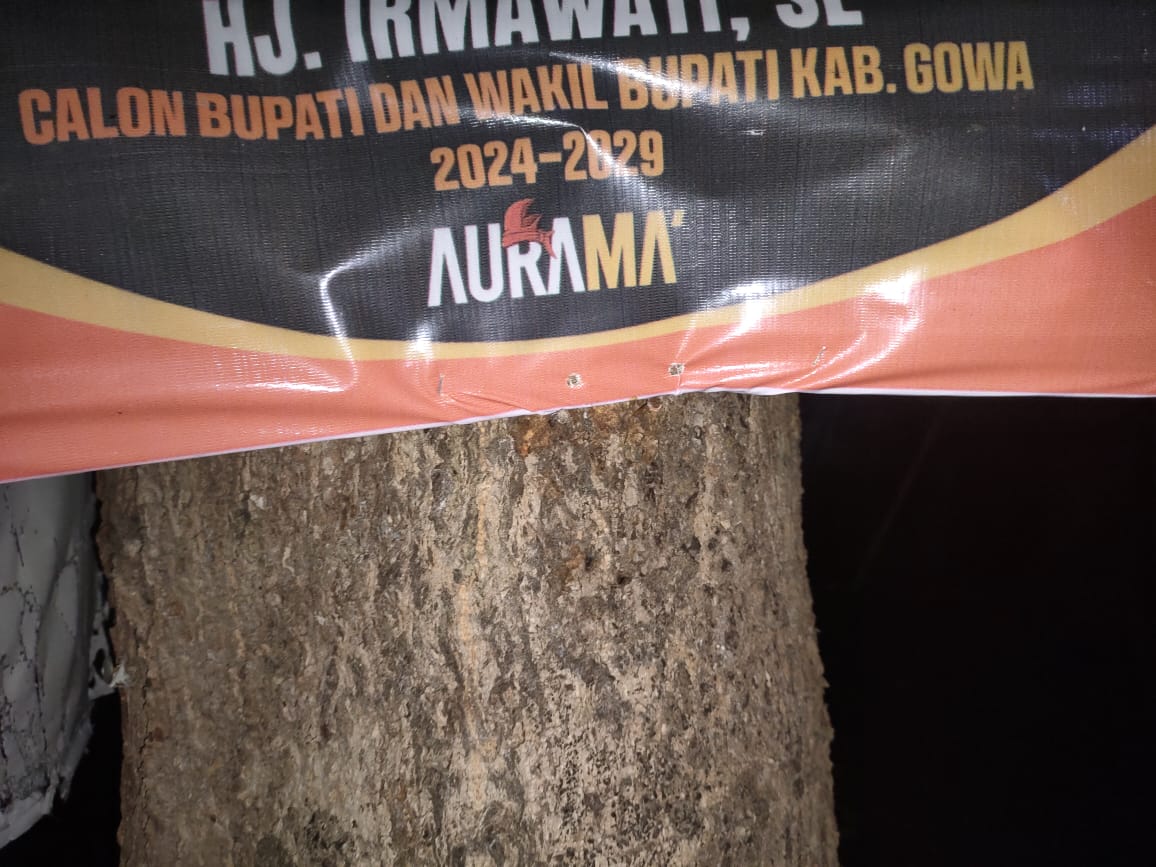 HJ. IRMAWATI, SE
CALON BUPATI DAN WAKIL BUPATI KAB. GOWA
2024-2029
AURAMA'